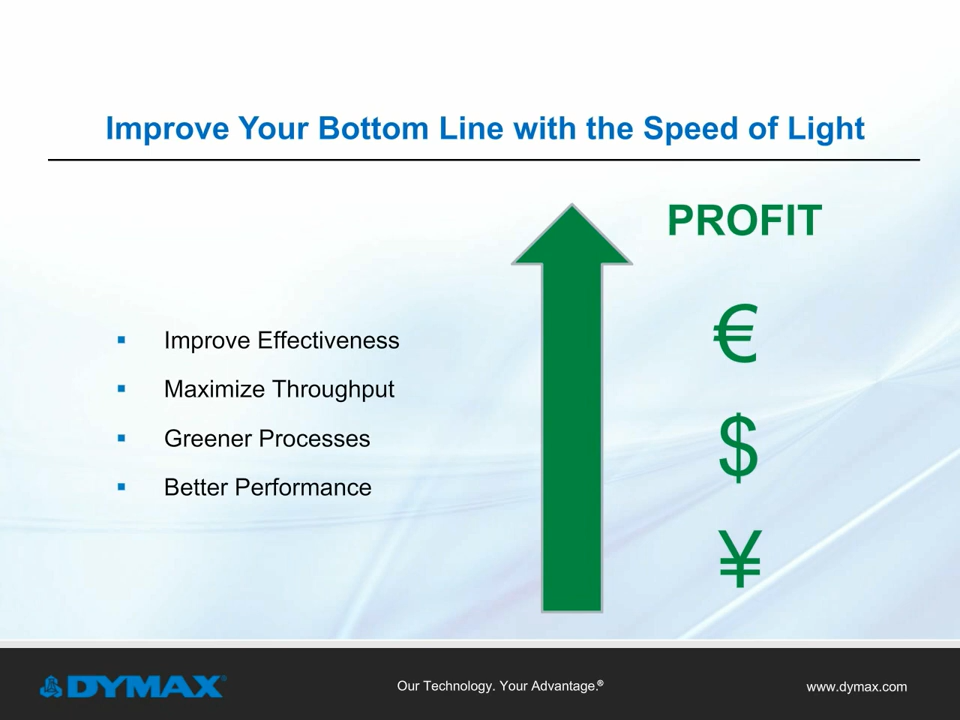 Improve Your Bottom Line with the Speed of Light
PROFIT
▪ Improve Effectiveness
▪ Maximize Throughput
▪ Greener Processes
▪ Better Performance
€
$
¥
DYMAX®
Our Technology. Your Advantage.®
www.dymax.com